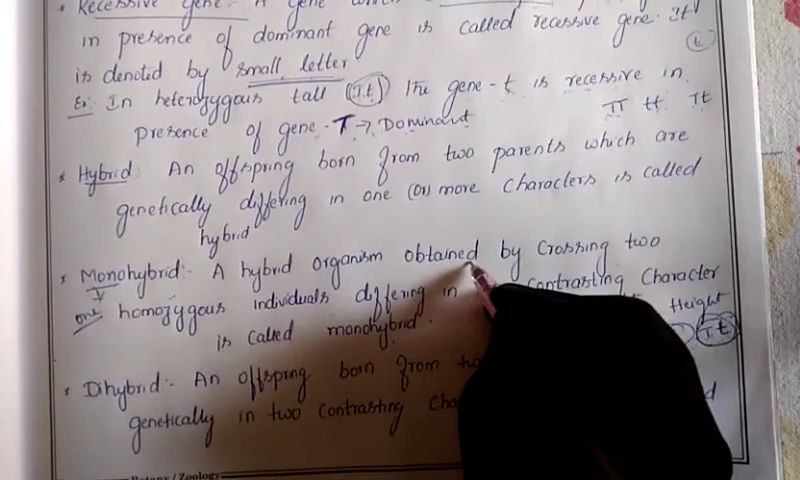 * Recessive gene :- A gene
in presence of dominant gene is called recessive gene. It
is denoted by small letter (t)
Ex: In heterozygous tall (Tt) The gene - t is recessive in
presence of gene - T → Dominant TT tt Tt
* Hybrid: An offspring born from two parents which are
genetically differing in one (or) more characters is called
hybrid
* Monohybrid:- A hybrid organism obtained by crossing two
one homozygous individuals differing in contrasting character
is called monohybrid. Height
Tt
* Dihybrid:- An offspring born from
genetically in two contrasting
Botany / Zoology